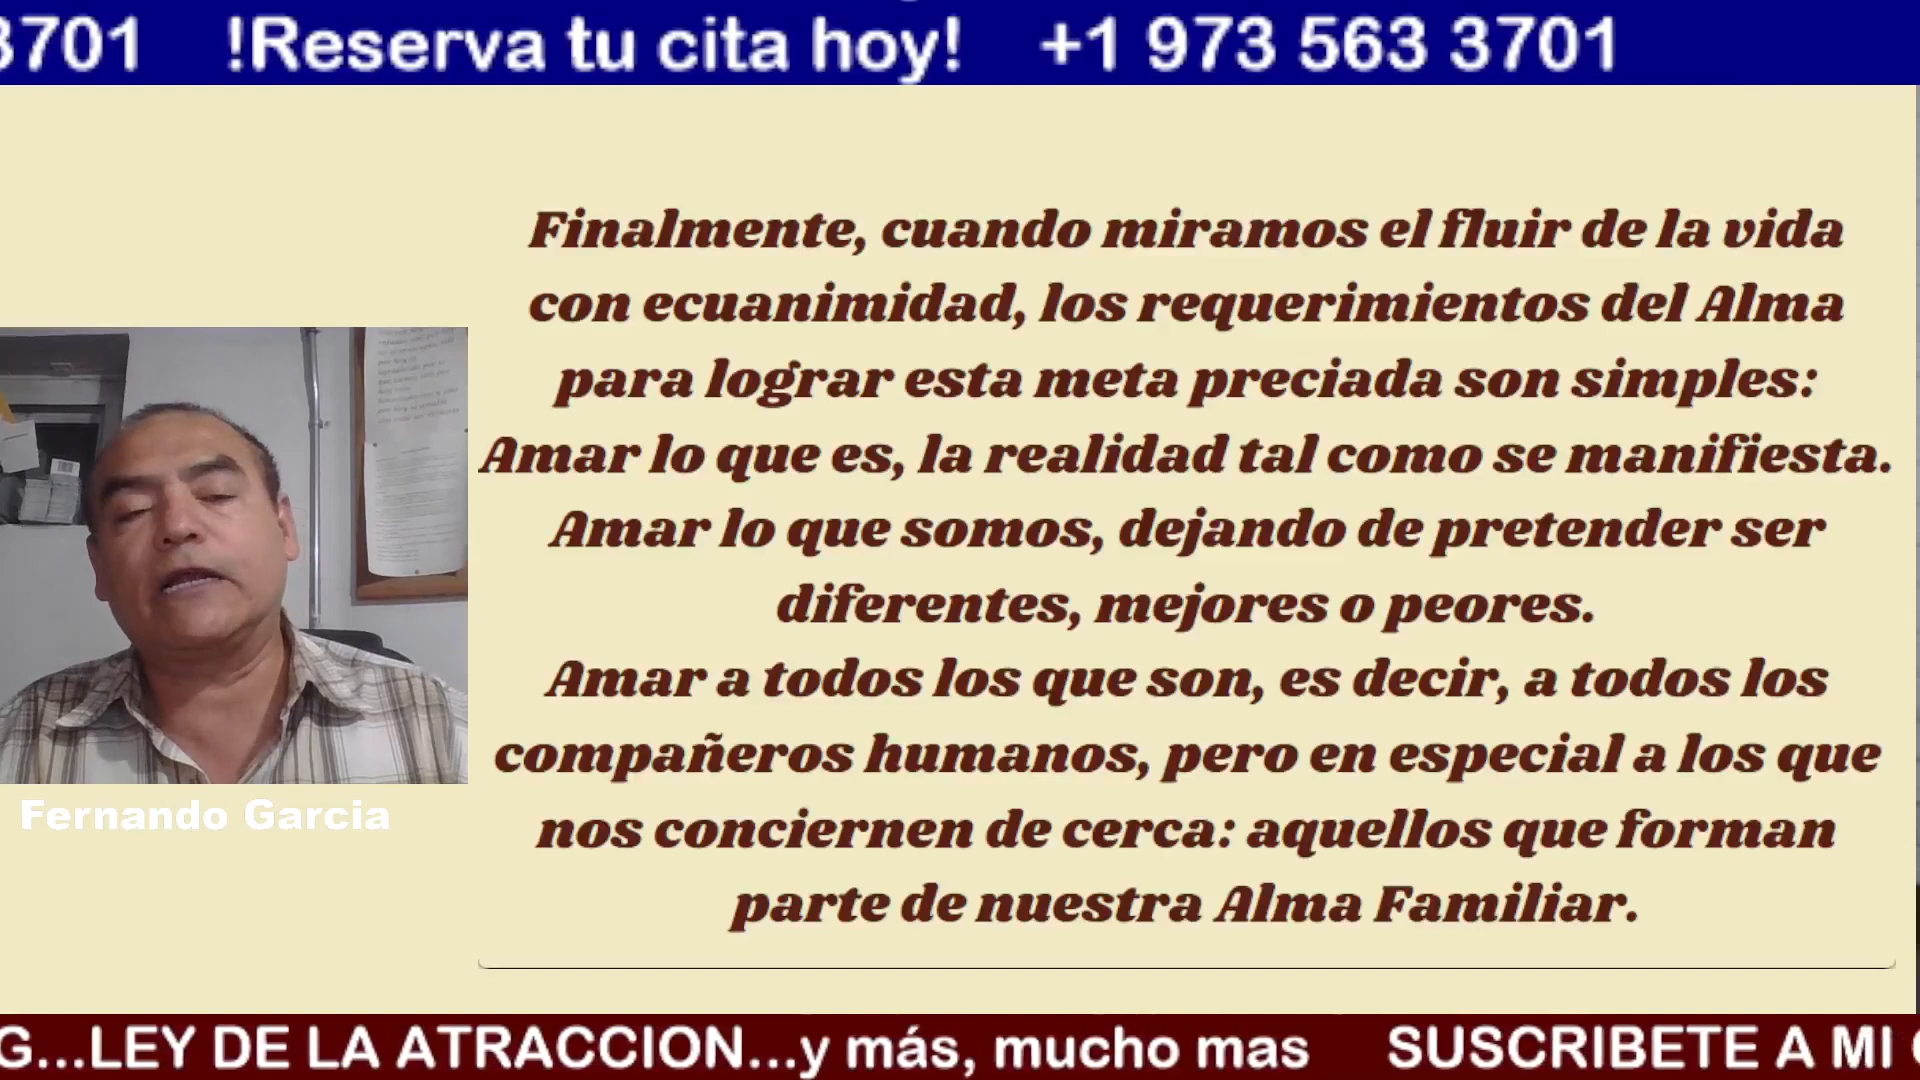 3701 !Reserva tu cita hoy! +1 973 563 3701
Finalmente, cuando miramos el fluir de la vida
con ecuanimidad, los requerimientos del Alma
para lograr esta meta preciada son simples:
Amar lo que es, la realidad tal como se manifiesta.
Amar lo que somos, dejando de pretender ser
diferentes, mejores o peores.
Amar a todos los que son, es decir, a todos los
compañeros humanos, pero en especial a los que
nos conciernen de cerca: aquellos que forman
parte de nuestra Alma Familiar.
Fernando Garcia
G...LEY DE LA ATRACCION...y más, mucho mas SUSCRIBETE A MI